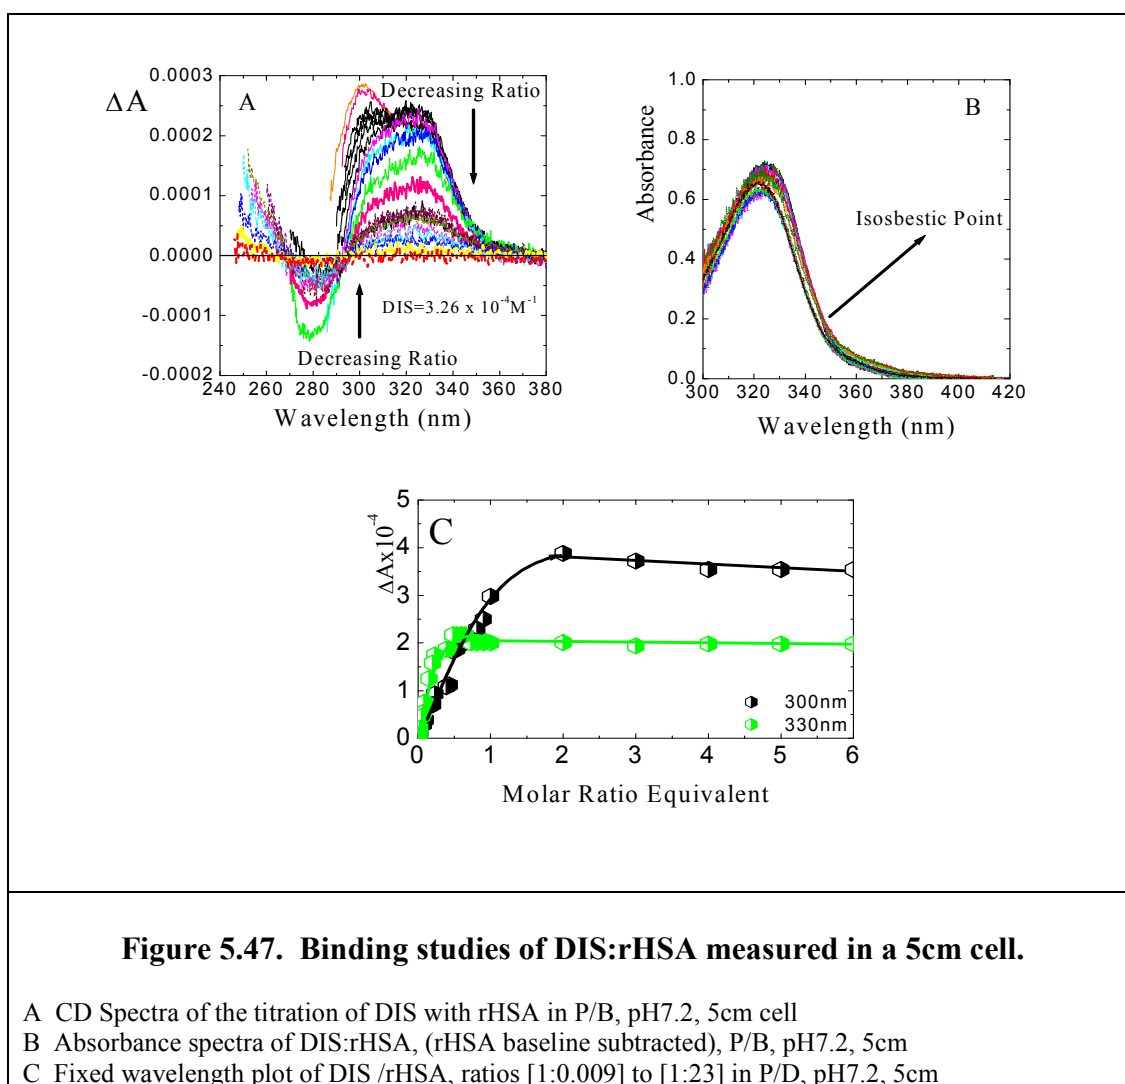 ΔA
0.0003
0.0002
0.0001
0.0000
-0.0001
-0.0002
A
Decreasing Ratio
DIS=3.26 x 10⁻⁴M⁻¹
Decreasing Ratio
240 260 280 300 320 340 360 380
Wavelength (nm)
Absorbance
1.0
0.8
0.6
0.4
0.2
0.0
B
Isosbestic Point
300 320 340 360 380 400 420
Wavelength (nm)
ΔAx10⁻⁴
5
4
3
2
1
0
C
300nm
330nm
0 1 2 3 4 5 6
Molar Ratio Equivalent
Figure 5.47. Binding studies of DIS:rHSA measured in a 5cm cell.
A CD Spectra of the titration of DIS with rHSA in P/B, pH7.2, 5cm cell
B Absorbance spectra of DIS:rHSA, (rHSA baseline subtracted), P/B, pH7.2, 5cm
C Fixed wavelength plot of DIS /rHSA, ratios [1:0.009] to [1:23] in P/D, pH7.2, 5cm